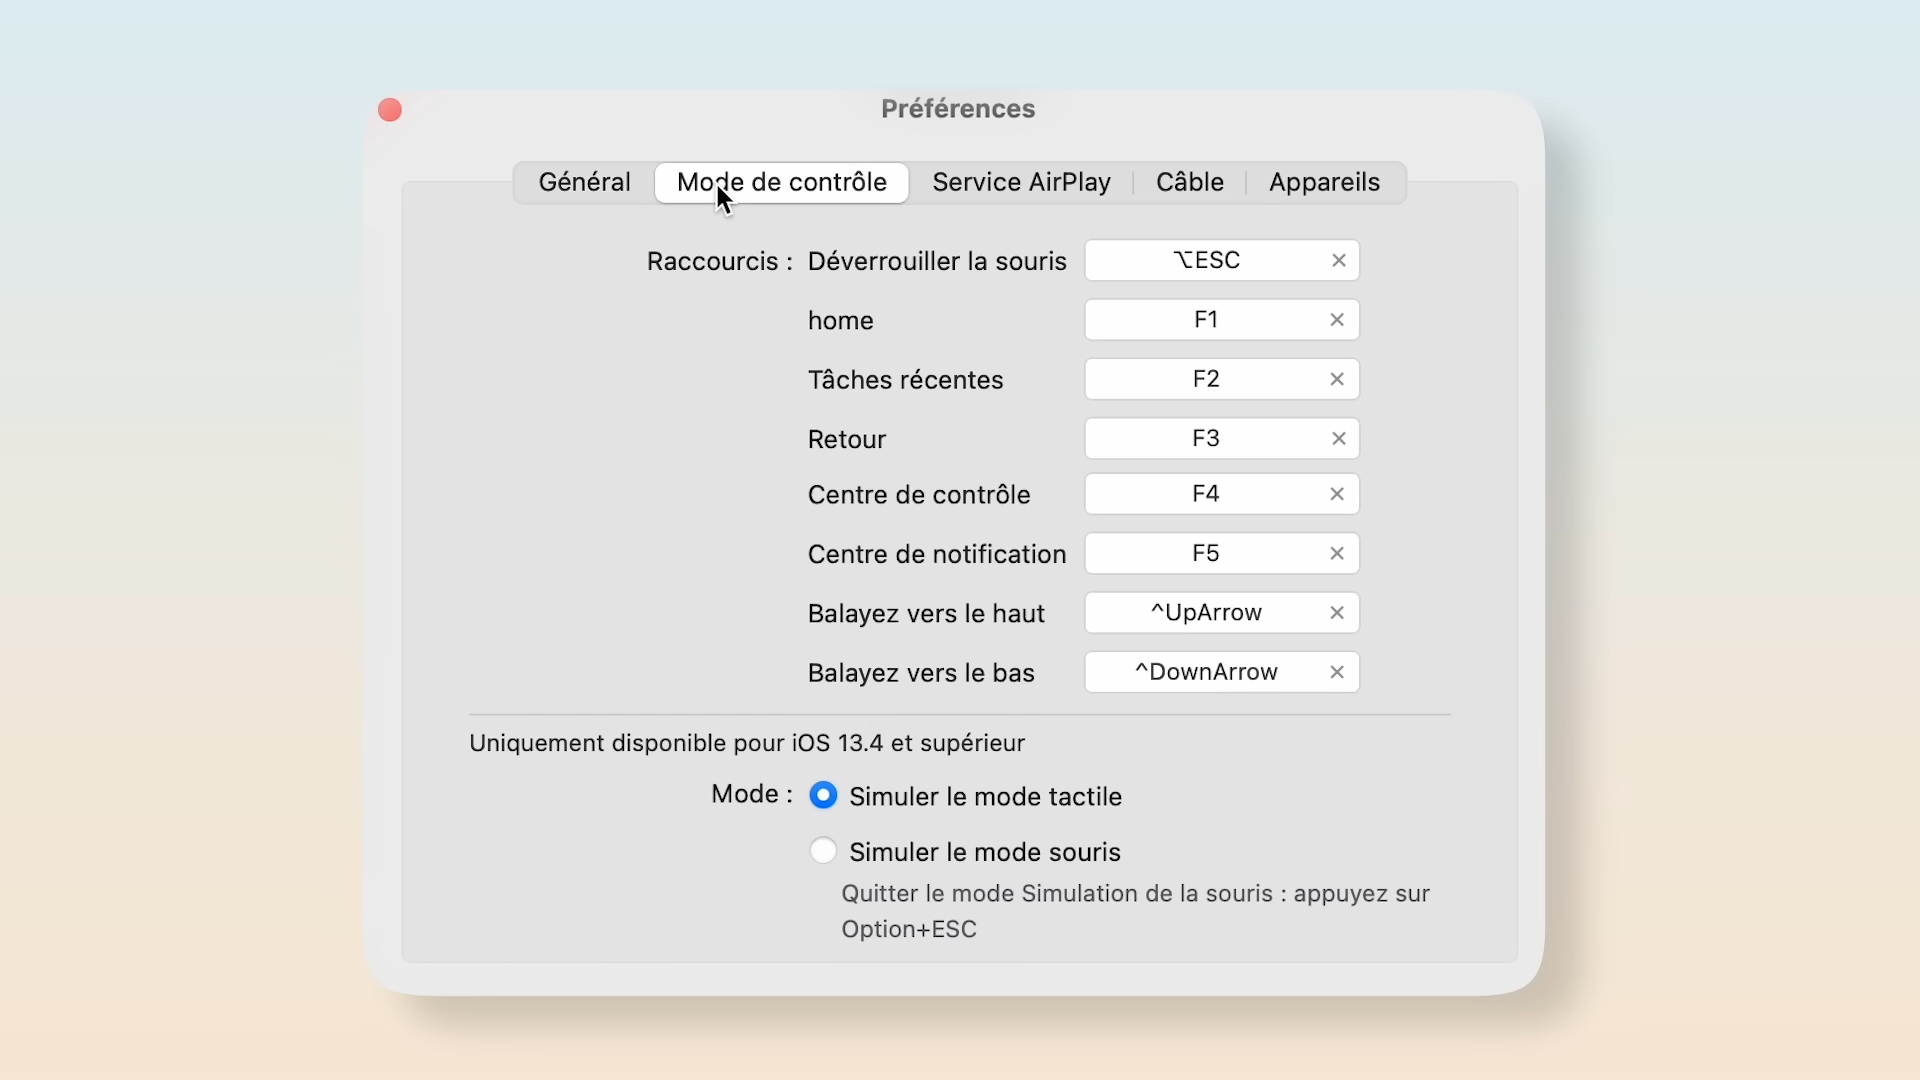 Préférences
Général Mode de contrôle Service AirPlay Câble Appareils
Raccourcis : Déverrouiller la souris ⌥ESC
home F1
Tâches récentes F2
Retour F3
Centre de contrôle F4
Centre de notification F5
Balayez vers le haut ^UpArrow
Balayez vers le bas ^DownArrow
Uniquement disponible pour iOS 13.4 et supérieur
Mode : Simuler le mode tactile
Simuler le mode souris
Quitter le mode Simulation de la souris : appuyez sur
Option+ESC